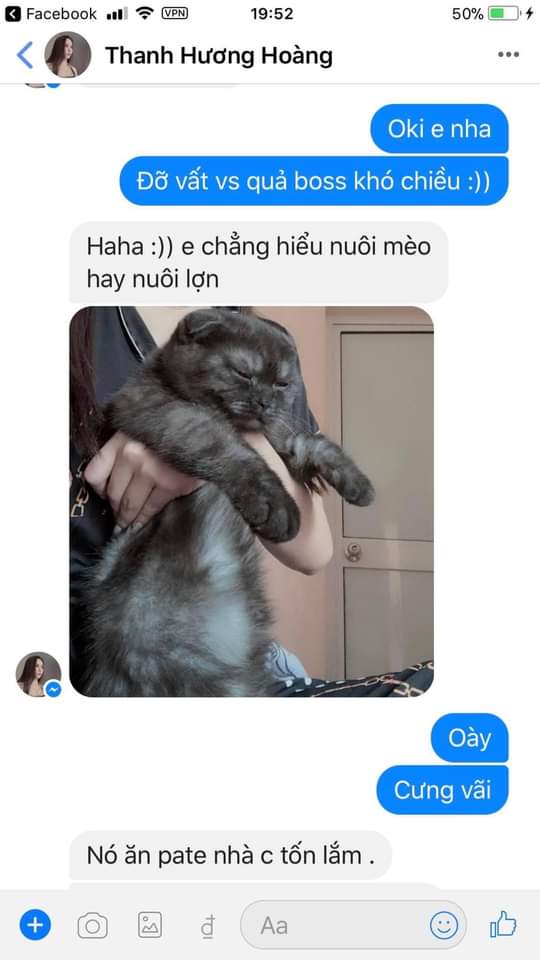 Facebook VPN 19:52 50%
Thanh Hương Hoàng
Oki e nha
Đỡ vất vs quả boss khó chiều :))
Haha :)) e chẳng hiểu nuôi mèo
hay nuôi lợn
Oày
Cưng vãi
Nó ăn pate nhà c tốn lắm .
đ Aa